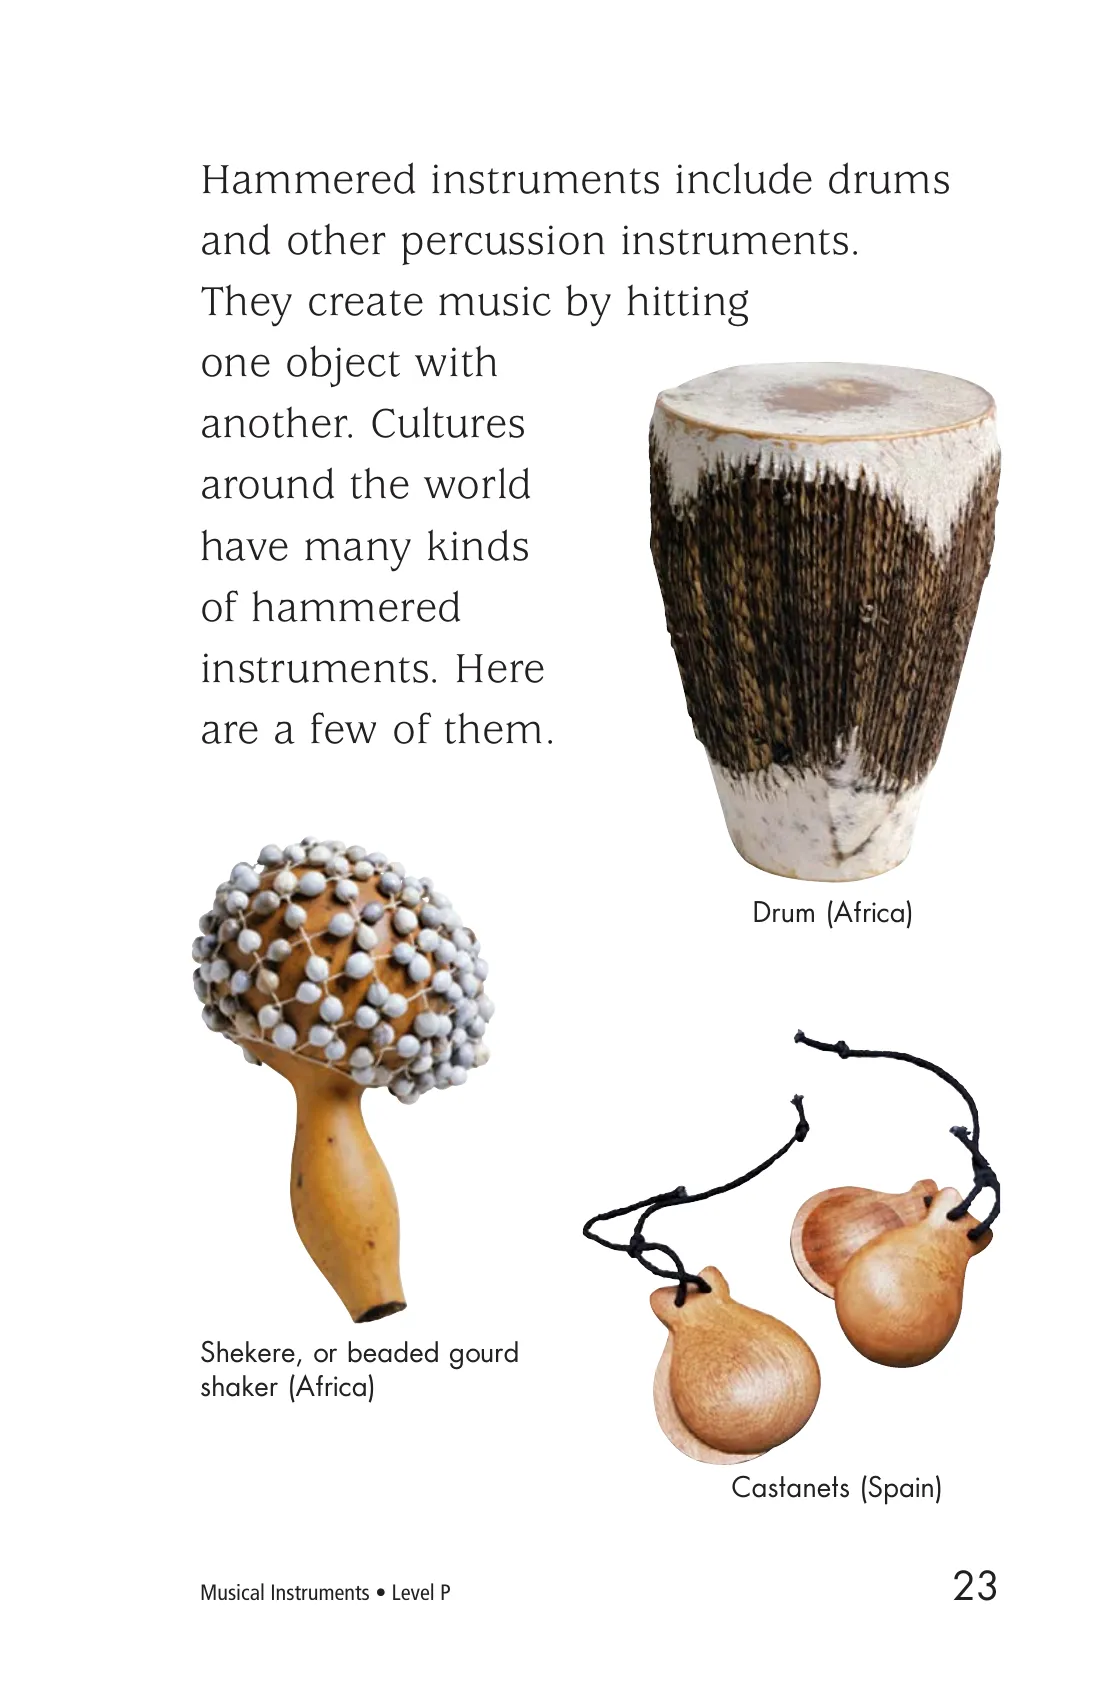 Hammered instruments include drums
and other percussion instruments.
They create music by hitting
one object with
another. Cultures
around the world
have many kinds
of hammered
instruments. Here
are a few of them.
Drum (Africa)
Shekere, or beaded gourd
shaker (Africa)
Castanets (Spain)
Musical Instruments • Level P
23